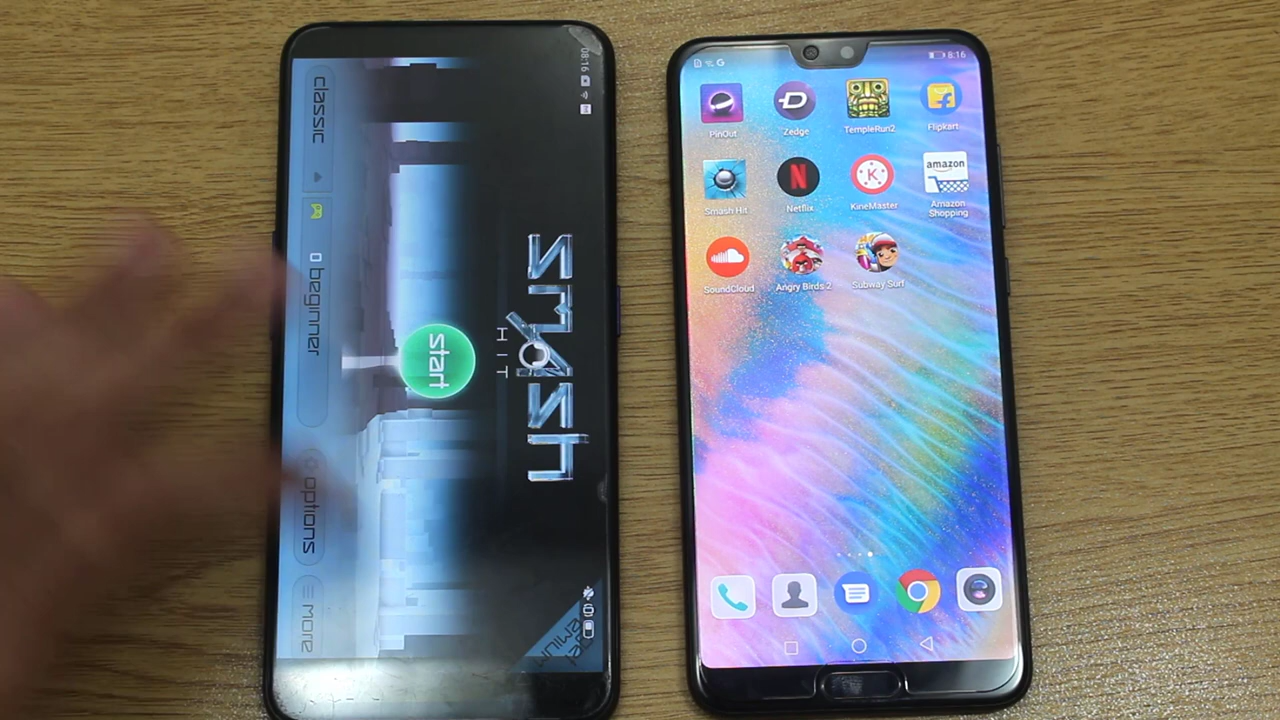 08:16
classic
0 beginner
options
more
start
smash
HIT
G
8:16
PinOut
Zedge
TempleRun2
Flipkart
Smash Hit
N
Netflix
K
KineMaster
amazon
Amazon
Shopping
SoundCloud
Angry Birds 2
Subway Surf